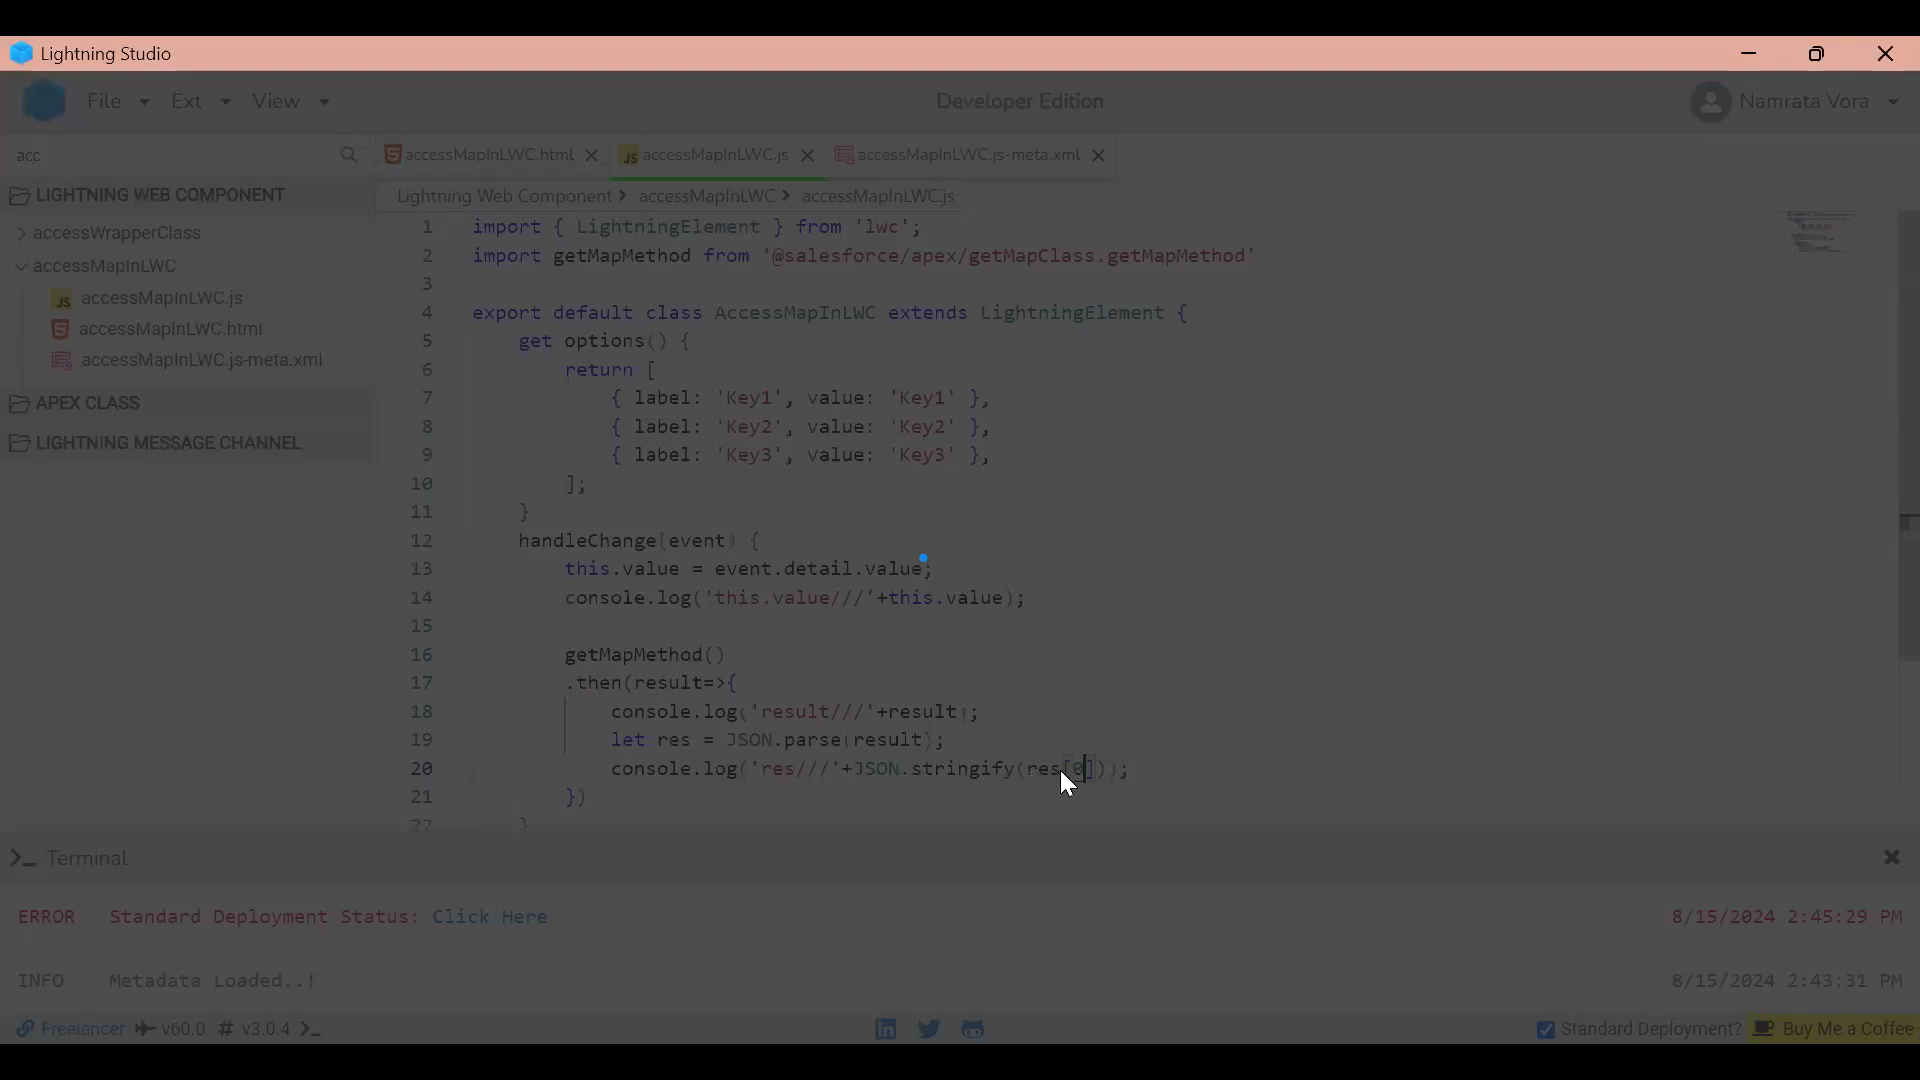 Lightning Studio
File Ext View Developer Edition Namrata Vora
acc
accessMapInLWC.html accessMapInLWC.js accessMapInLWC.js-meta.xml
LIGHTNING WEB COMPONENT
Lightning Web Component > accessMapInLWC > accessMapInLWC.js
accessWrapperClass
accessMapInLWC
accessMapInLWC.js
accessMapInLWC.html
accessMapInLWC.js-meta.xml
APEX CLASS
LIGHTNING MESSAGE CHANNEL
1 import { LightningElement } from 'lwc';
2 import getMapMethod from '@salesforce/apex/getMapClass.getMapMethod'
3
4 export default class AccessMapInLWC extends LightningElement {
5 get options() {
6 return [
7 { label: 'Key1', value: 'Key1' },
8 { label: 'Key2', value: 'Key2' },
9 { label: 'Key3', value: 'Key3' },
10 ];
11 }
12 handleChange(event) {
13 this.value = event.detail.value;
14 console.log('this.value///'+this.value);
15
16 getMapMethod()
17 .then(result=>{
18 console.log('result///'+result);
19 let res = JSON.parse(result);
20 console.log('res///'+JSON.stringify(res[0]));
21 })
22 }
Terminal
ERROR Standard Deployment Status: Click Here 8/15/2024 2:45:29 PM
INFO Metadata Loaded..! 8/15/2024 2:43:31 PM
Freelancer v60.0 # v3.0.4 Standard Deployment? Buy Me a Coffee